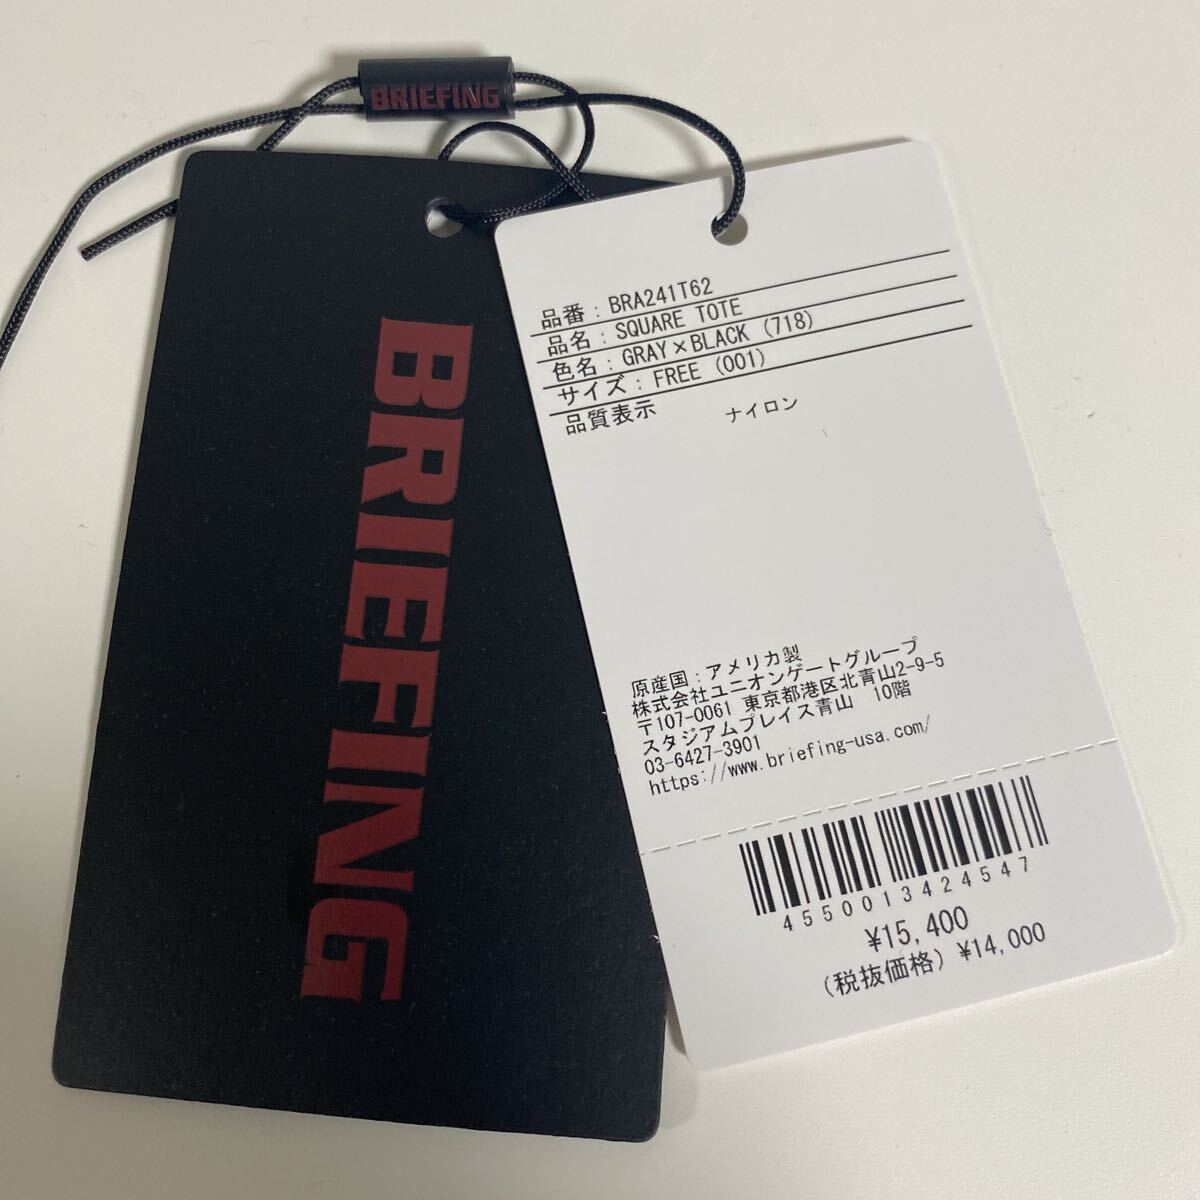 BRIEFING
BRIEFING
品番：BRA241T62
品名：SQUARE TOTE
色名：GRAY×BLACK (718)
サイズ：FREE (001)
品質表示 ナイロン
原産国：アメリカ製
株式会社ユニオンゲートグループ
〒107-0061 東京都港区北青山2-9-5
スタジアムプレイス青山 10階
03-6427-3901
https://www.briefing-usa.com/
4550013424547
¥15,400
(税抜価格) ¥14,000